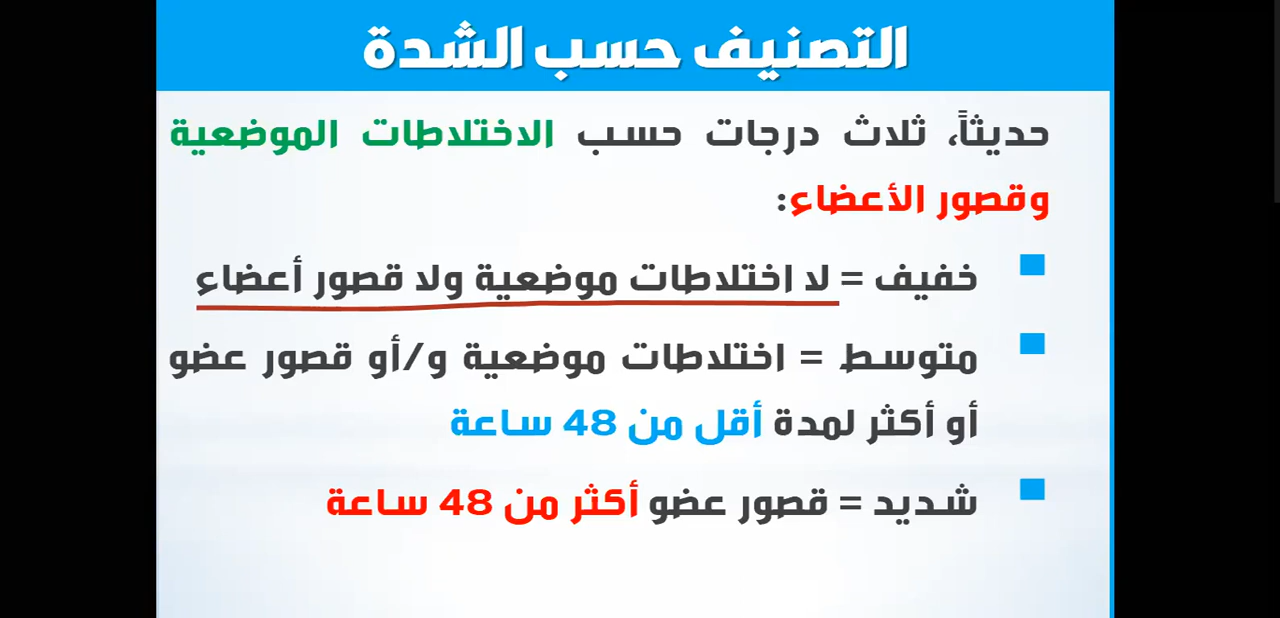 التصنيف حسب الشدة
حديثاً، ثلاث درجات حسب الاختلاطات الموضعية
وقصور الأعضاء:
خفيف = لا اختلاطات موضعية ولا قصور أعضاء
متوسط = اختلاطات موضعية و/أو قصور عضو
أو أكثر لمدة أقل من 48 ساعة
شديد = قصور عضو أكثر من 48 ساعة